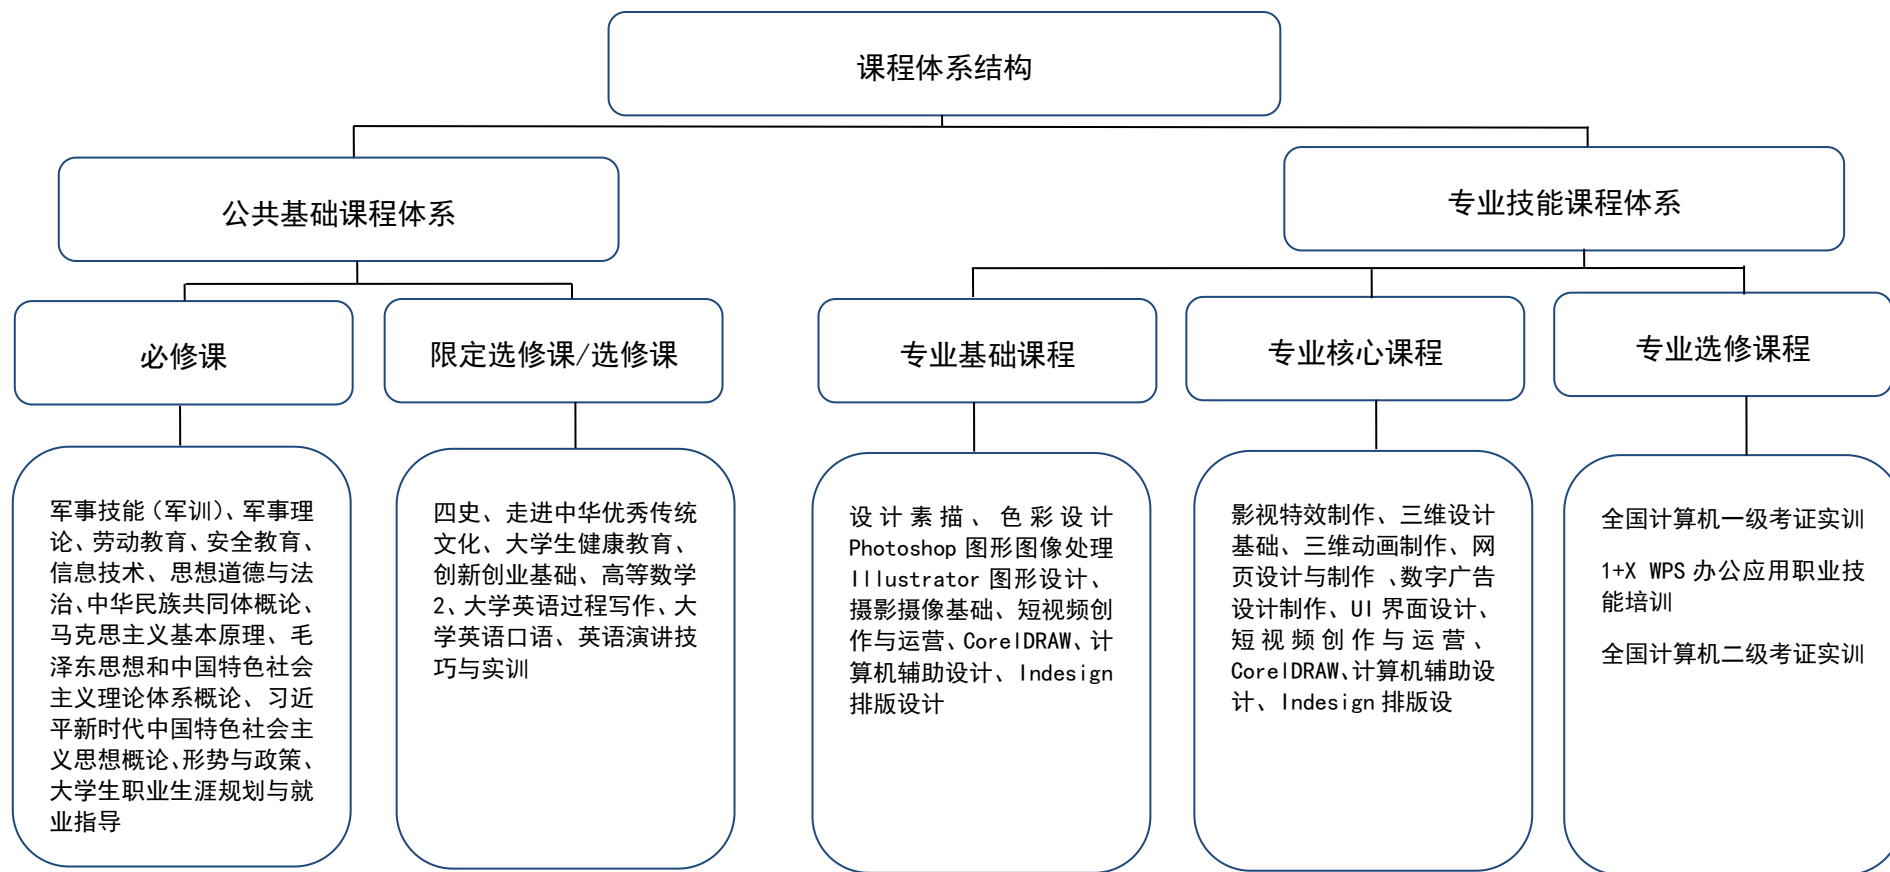 课程体系结构
公共基础课程体系
专业技能课程体系
必修课
限定选修课/选修课
专业基础课程
专业核心课程
专业选修课程
军事技能（军训）、军事理
论、劳动教育、安全教育、
信息技术、思想道德与法
治、中华民族共同体概论、
马克思主义基本原理、毛
泽东思想和中国特色社会
主义理论体系概论、习近
平新时代中国特色社会主
义思想概论、形势与政策、
大学生职业生涯规划与就
业指导
四史、走进中华优秀传统
文化、大学生健康教育、
创新创业基础、高等数学
2、大学英语过程写作、大
学英语口语、英语演讲技
巧与实训
设计素描、色彩设计
Photoshop 图形图像处理
Illustrator 图形设计、
摄影摄像基础、短视频创
作与运营、CorelDRAW、计
算机辅助设计、Indesign
排版设计
影视特效制作、三维设计
基础、三维动画制作、网
页设计与制作 、数字广告
设计制作、UI 界面设计、
短视频创作与运营、
CorelDRAW、计算机辅助设
计、Indesign 排版设
全国计算机一级考证实训
1+X WPS 办公应用职业技
能培训
全国计算机二级考证实训